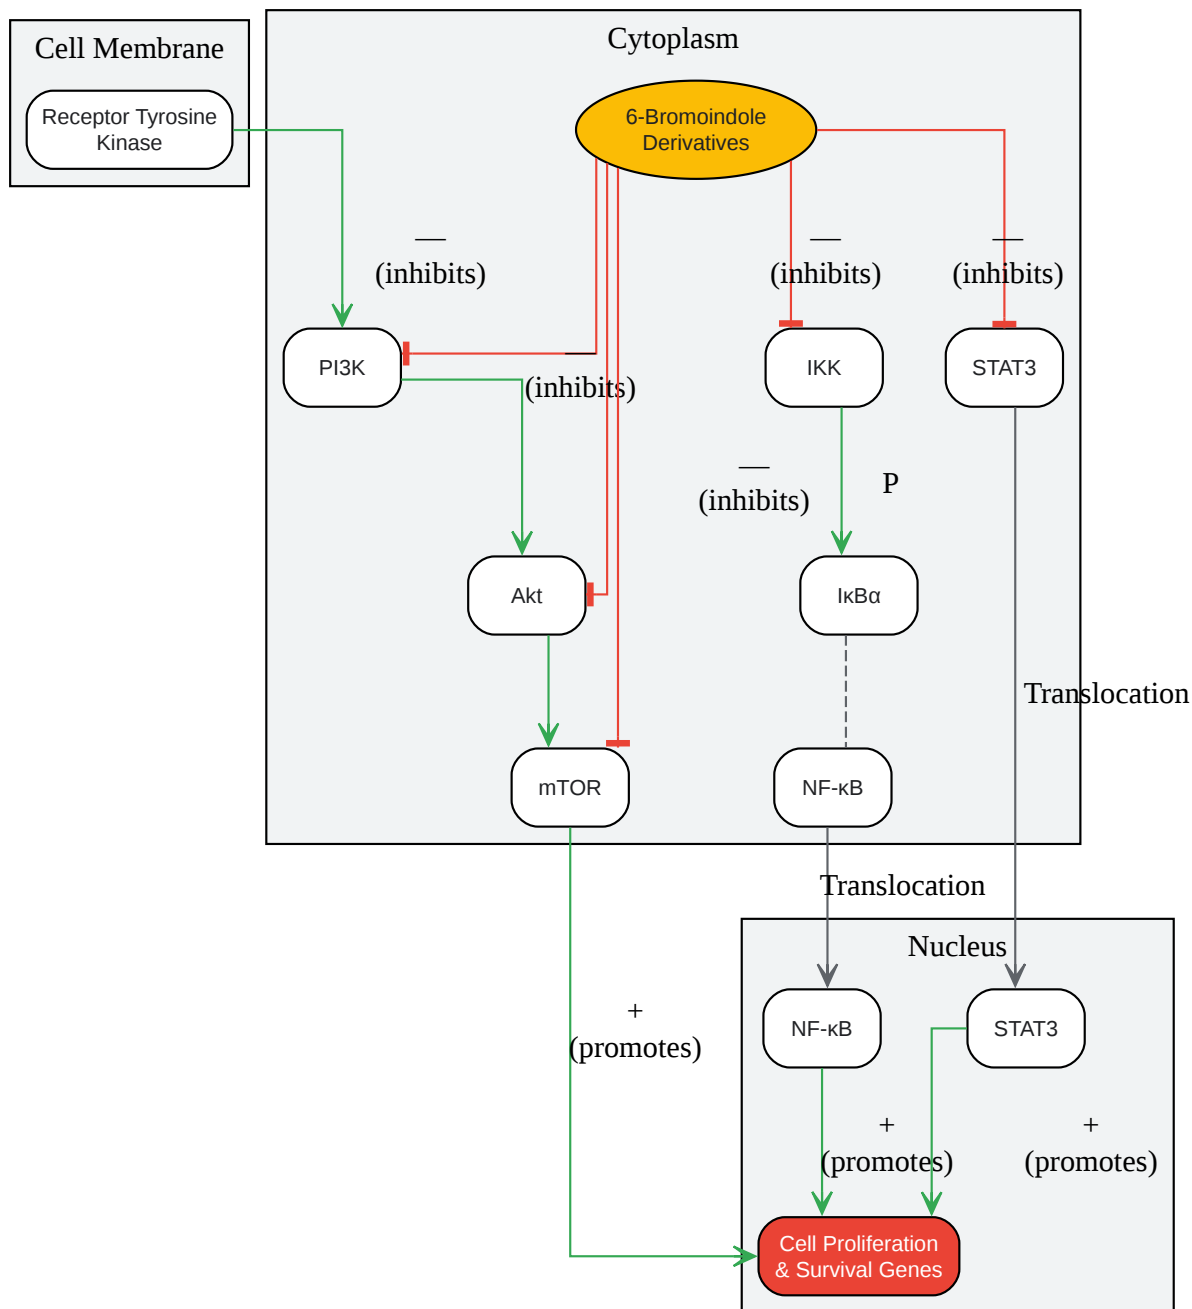 Cell Membrane
Cytoplasm
Receptor Tyrosine
Kinase
6-Bromoindole
Derivatives
—
(inhibits)
—
(inhibits)
—
(inhibits)
PI3K
—
(inhibits)
IKK
STAT3
—
(inhibits)
P
Akt
IκBα
Translocation
mTOR
NF-κB
Translocation
Nucleus
+
(promotes)
NF-κB
STAT3
+
(promotes)
+
(promotes)
Cell Proliferation
& Survival Genes